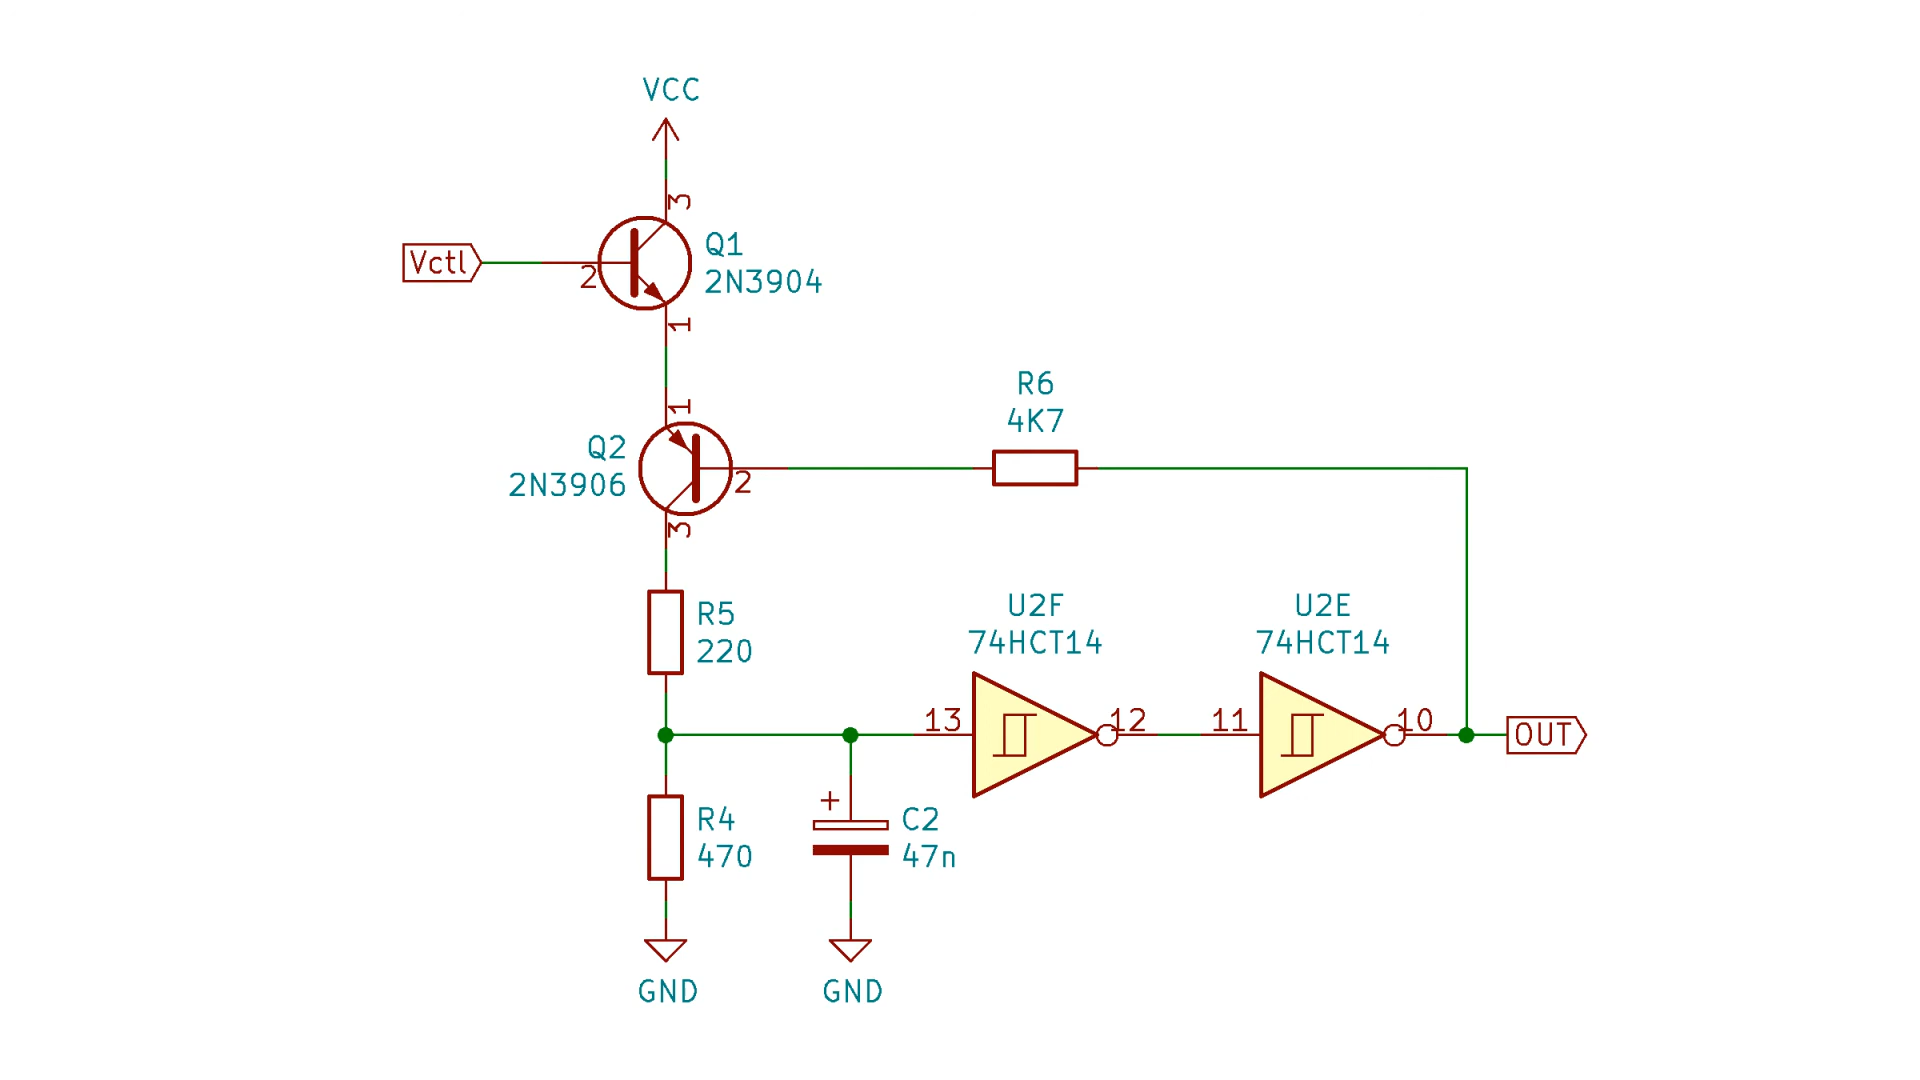 VCC
3
Vctl
2
Q1
2N3904
1
1
R6
4K7
Q2
2N3906
2
3
R5
220
U2F
74HCT14
U2E
74HCT14
13
12
11
10
OUT
+
R4
470
C2
47n
GND
GND